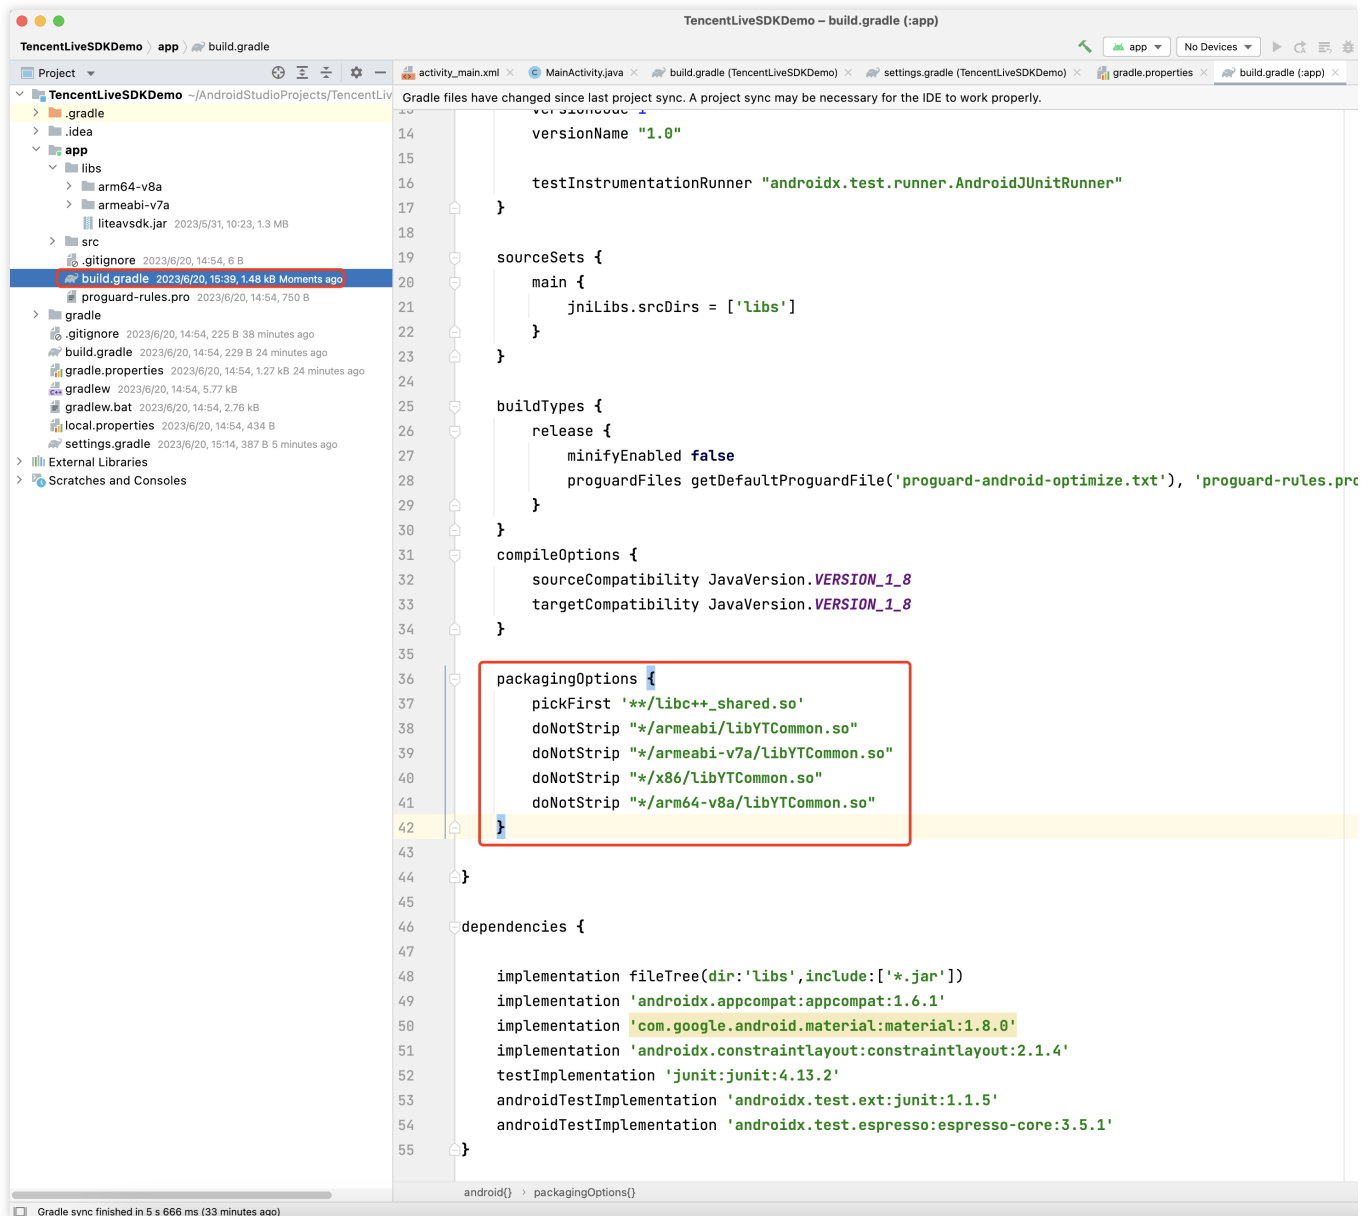 TencentLiveSDKDemo – build.gradle (:app)
TencentLiveSDKDemo 〉 app 〉 build.gradle
app
No Devices
Project
activity_main.xml
MainActivity.java
build.gradle (TencentLiveSDKDemo)
settings.gradle (TencentLiveSDKDemo)
gradle.properties
build.gradle (:app)
TencentLiveSDKDemo ~/AndroidStudioProjects/TencentLiv
.gradle
.idea
app
libs
arm64-v8a
armeabi-v7a
liteavsdk.jar 2023/5/31, 10:23, 1.3 MB
src
.gitignore 2023/6/20, 14:54, 6 B
build.gradle 2023/6/20, 15:39, 1.48 kB Moments ago
proguard-rules.pro 2023/6/20, 14:54, 750 B
gradle
.gitignore 2023/6/20, 14:54, 225 B 38 minutes ago
build.gradle 2023/6/20, 14:54, 229 B 24 minutes ago
gradle.properties 2023/6/20, 14:54, 1.27 kB 24 minutes ago
gradlew 2023/6/20, 14:54, 5.77 kB
gradlew.bat 2023/6/20, 14:54, 2.76 kB
local.properties 2023/6/20, 14:54, 434 B
settings.gradle 2023/6/20, 15:14, 387 B 5 minutes ago
External Libraries
Scratches and Consoles
Gradle files have changed since last project sync. A project sync may be necessary for the IDE to work properly.
13 versionCode 1
14 versionName "1.0"
15
16 testInstrumentationRunner "androidx.test.runner.AndroidJUnitRunner"
17 }
18
19 sourceSets {
20 main {
21 jniLibs.srcDirs = ['libs']
22 }
23 }
24
25 buildTypes {
26 release {
27 minifyEnabled false
28 proguardFiles getDefaultProguardFile('proguard-android-optimize.txt'), 'proguard-rules.pro
29 }
30 }
31 compileOptions {
32 sourceCompatibility JavaVersion.VERSION_1_8
33 targetCompatibility JavaVersion.VERSION_1_8
34 }
35
36 packagingOptions {
37 pickFirst '**/libc++_shared.so'
38 doNotStrip "*/armeabi/libYTCommon.so"
39 doNotStrip "*/armeabi-v7a/libYTCommon.so"
40 doNotStrip "*/x86/libYTCommon.so"
41 doNotStrip "*/arm64-v8a/libYTCommon.so"
42 }
43
44 }
45
46 dependencies {
47
48 implementation fileTree(dir:'libs',include:['*.jar'])
49 implementation 'androidx.appcompat:appcompat:1.6.1'
50 implementation 'com.google.android.material:material:1.8.0'
51 implementation 'androidx.constraintlayout:constraintlayout:2.1.4'
52 testImplementation 'junit:junit:4.13.2'
53 androidTestImplementation 'androidx.test.ext:junit:1.1.5'
54 androidTestImplementation 'androidx.test.espresso:espresso-core:3.5.1'
55 }
android{} › packagingOptions{}
Gradle sync finished in 5 s 666 ms (33 minutes ago)